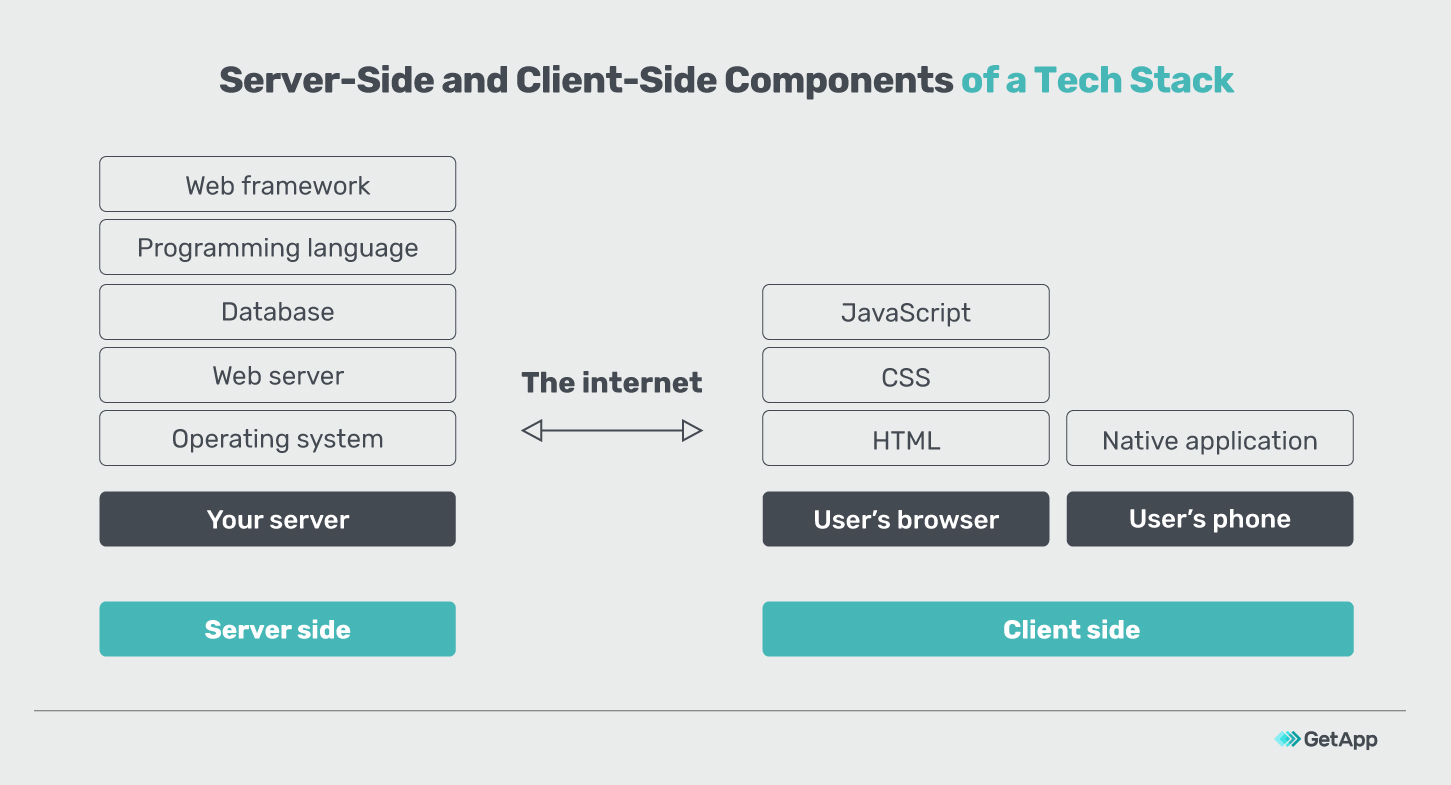 Server-Side and Client-Side Components of a Tech Stack
Web framework
Programming language
Database
Web server
Operating system
Your server
Server side
The internet
JavaScript
CSS
HTML
User’s browser
Native application
User’s phone
Client side
GetApp